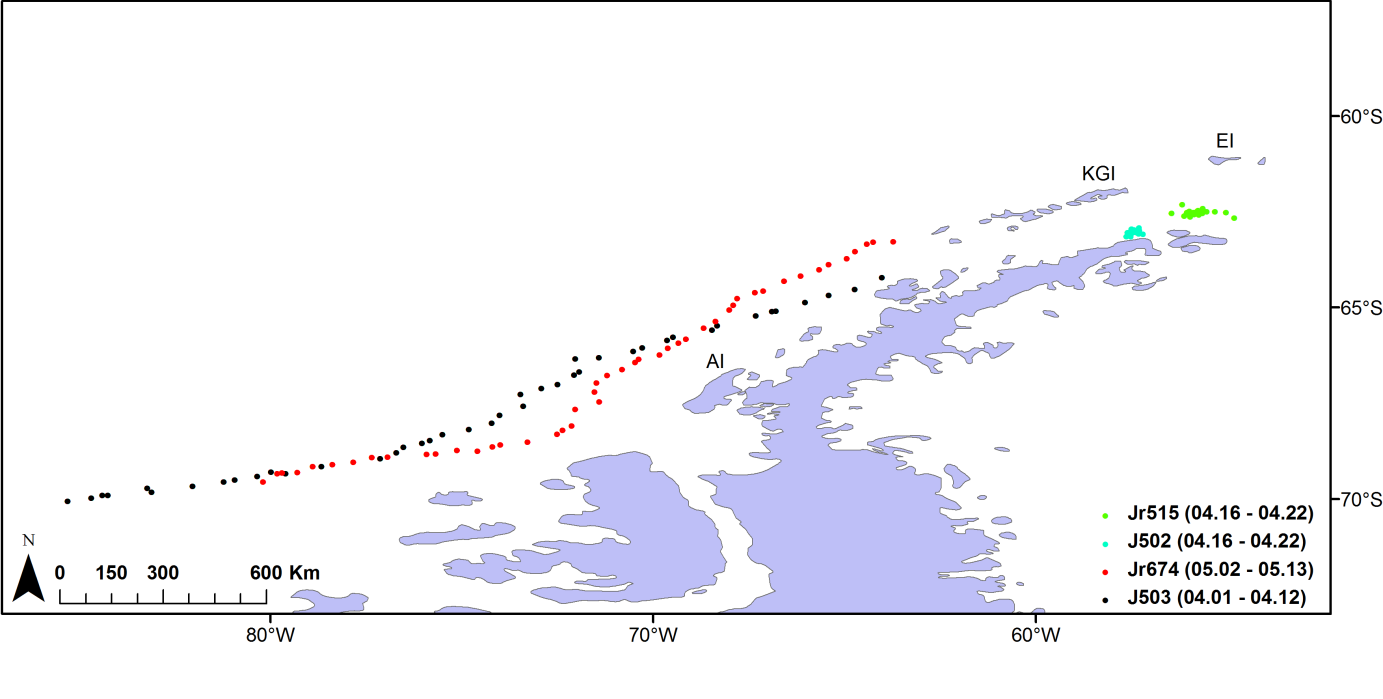 60°S
EI
KGI
65°S
AI
70°S
Jr515 (04.16 - 04.22)
J502 (04.16 - 04.22)
Jr674 (05.02 - 05.13)
J503 (04.01 - 04.12)
N
0 150 300 600 Km
80°W 70°W 60°W